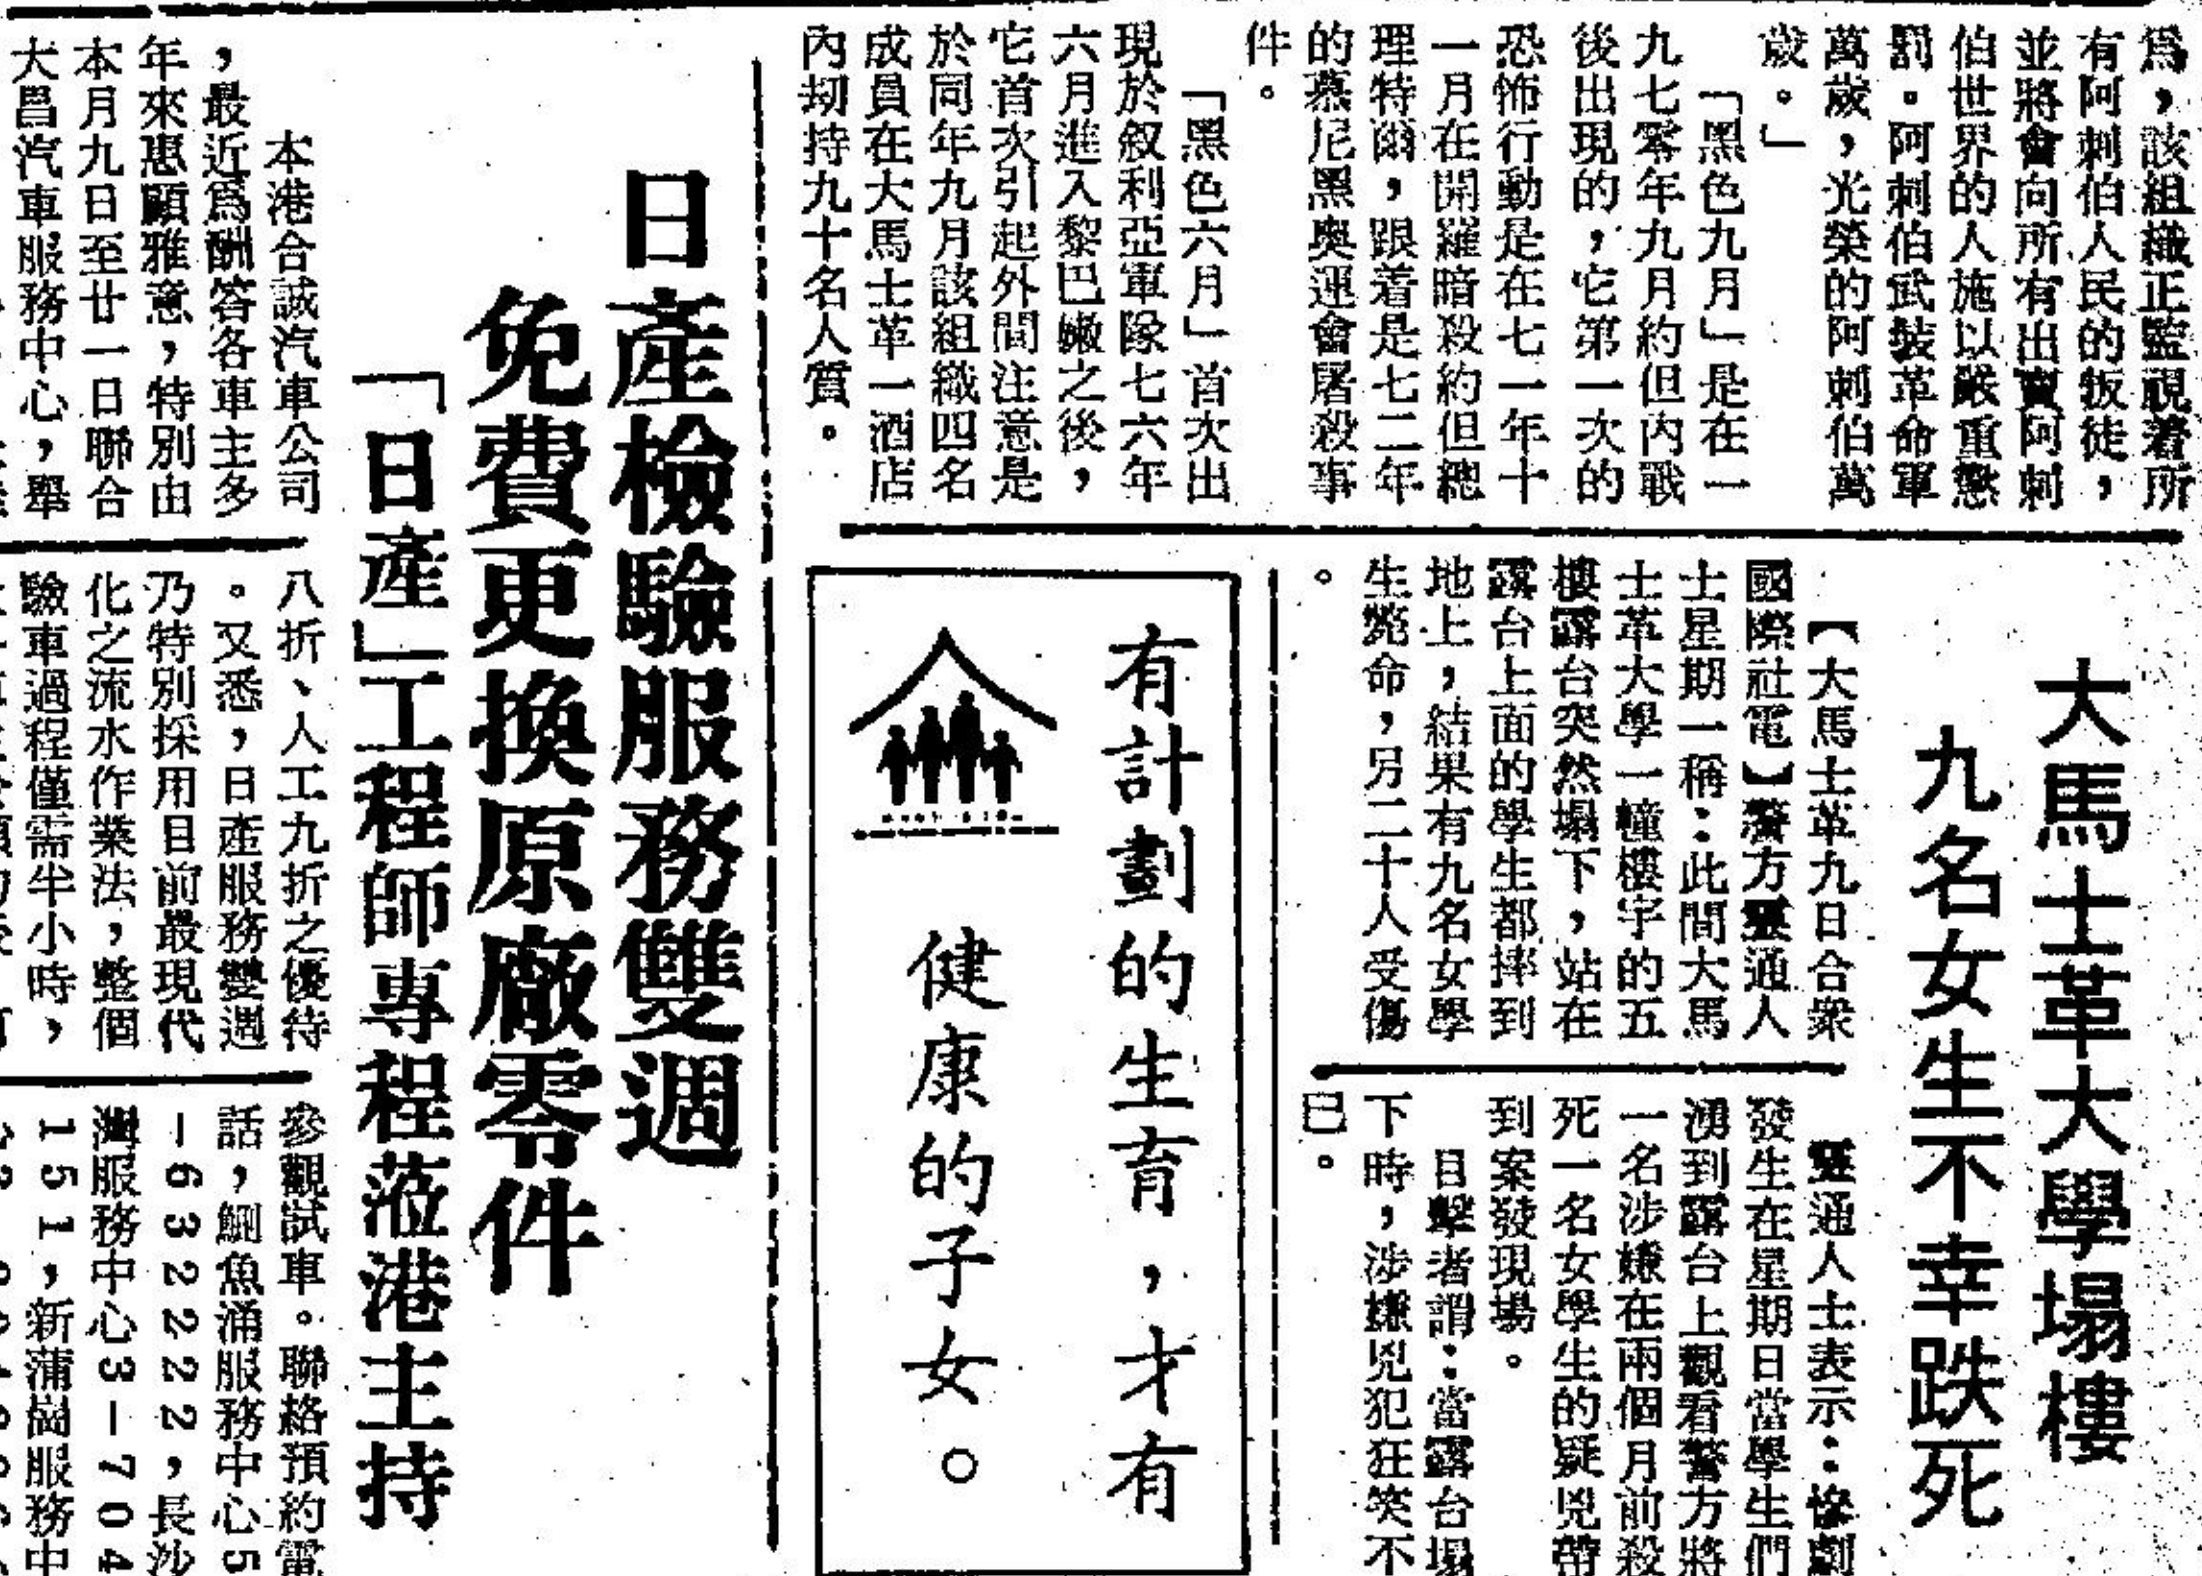 爲，該組織正監視着所
有阿刺伯人民的叛徒，
並將會向所有出賣阿刺
伯世界的人施以嚴重懲
罰。阿刺伯武裝革命軍
萬歲，光榮的阿刺伯萬
歲。」
「黑色九月」是在一
九七零年九月約但内戰
後出現的，它第一次的
恐怖行動是在七一年十
一月在開羅暗殺約但總
理特爾，跟着是七二年
的慕尼黑奥運會屠殺事
件。
「黑色六月」首次出
現於叙利亞軍隊七六年
六月進入黎巴嫩之後，
它首次引起外間注意是
於同年九月該組織四名
成員在大馬士革一酒店
内刧持九十名人質。
大馬士革大學塌樓
九名女生不幸跌死
【大馬士革九日合衆
國際社電】警方靈通人
士星期一稱：此間大馬
士革大學一幢樓宇的五
樓露台突然塌下，站在
露台上面的學生都摔到
地上，結果有九名女學
生斃命，另二十人受傷
。
靈通人士表示：慘劇
發生在星期日當學生們
湧到露台上觀看警方將
一名涉嫌在兩個月前殺
死一名女學生的疑兇帶
到案發現場。
目擊者謂：當露台塌
下時，涉嫌兇犯狂笑不
已。
有計劃的生育，才有
健康的子女。
日產檢驗服務雙週
免費更換原廠零件
「日產」工程師專程蒞港主持
本港合誠汽車公司
，最近爲酬答各車主多
年來惠顧雅意，特別由
本月九日至廿一日聯合
大昌汽車服務中心，舉
八折、人工九折之優待
。又悉，日產服務雙週
乃特別採用目前最現代
化之流水作業法，整個
驗車過程僅需半小時，
參觀試車。聯絡預約電
話，鰂魚涌服務中心5
－632222，長沙
灣服務中心3－704
151，新蒲崗服務中